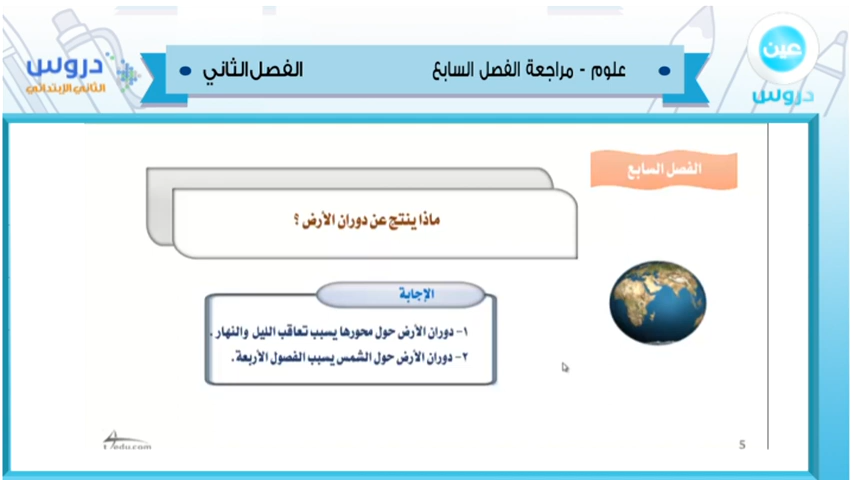 عين
دروس
علوم - مراجعة الفصل السابع
الفصل الثاني
دروس
الثاني الإبتدائي
الفصل السابع
ماذا ينتج عن دوران الأرض ؟
الإجابة
١- دوران الأرض حول محورها يسبب تعاقب الليل والنهار .
٢- دوران الأرض حول الشمس يسبب الفصول الأربعة .
5